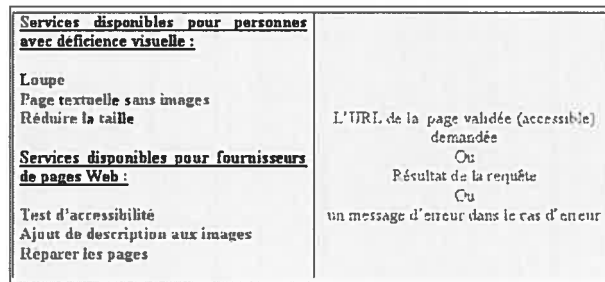 Services disponibles pour personnes
avec déficience visuelle :
Loupe
Page textuelle sans images
Réduire la taille
Services disponibles pour fournisseurs
de pages Web :
Test d'accessibilité
Ajout de description aux images
Réparer les pages
L'URL de la page validée (accessible)
demandée
Ou
Résultat de la requête
Ou
un message d'erreur dans le cas d'erreur